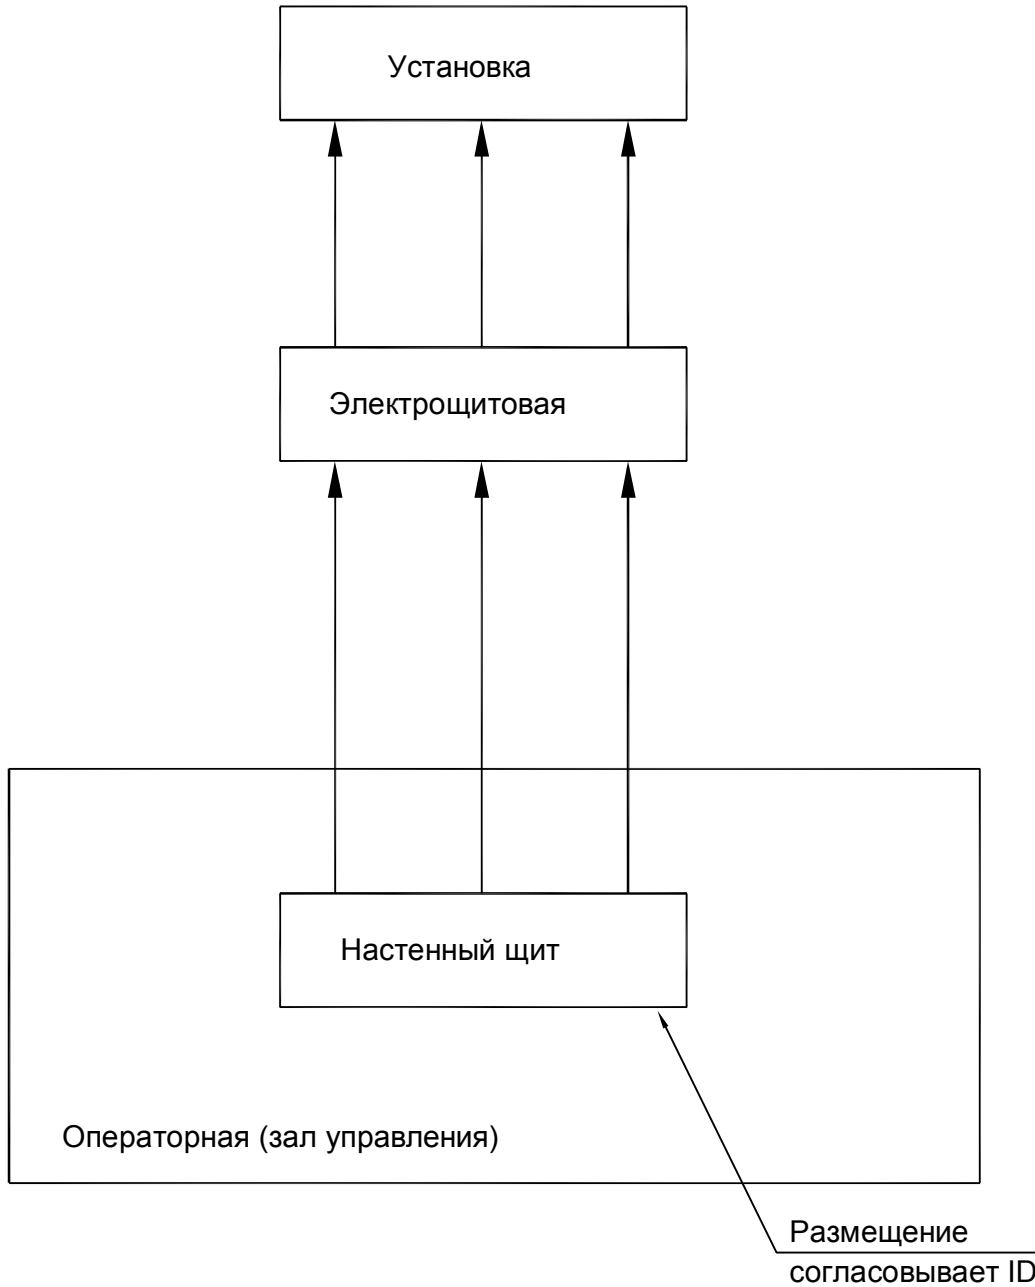 Установка
Электрощитовая
Настенный щит
Операторная (зал управления)
Размещение
согласовывает ID